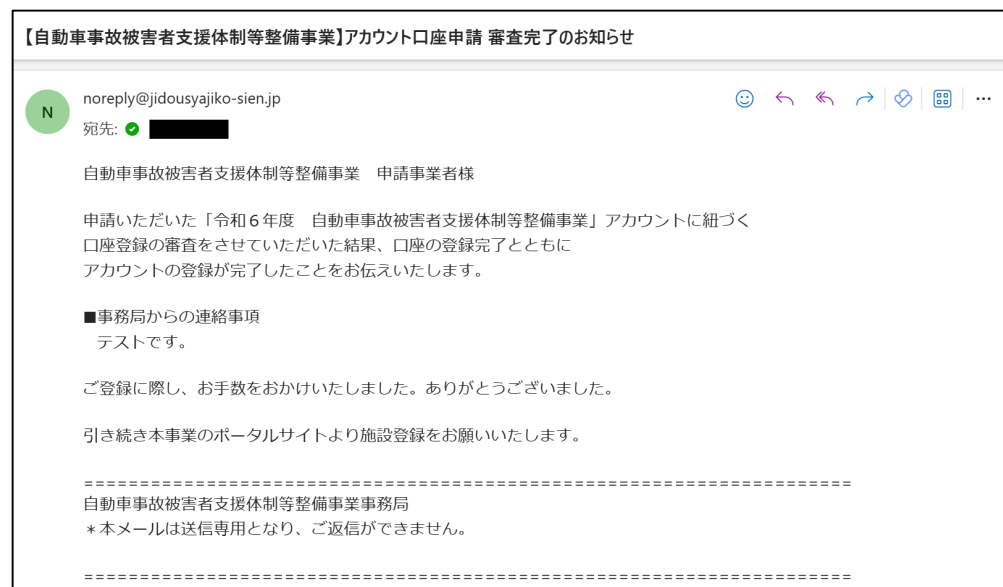 【自動車事故被害者支援体制等整備事業】アカウント口座申請 審査完了のお知らせ
N
noreply@jidousyajiko-sien.jp
宛先:
自動車事故被害者支援体制等整備事業　申請事業者様
申請いただいた「令和６年度　自動車事故被害者支援体制等整備事業」アカウントに紐づく
口座登録の審査をさせていただいた結果、口座の登録完了とともに
アカウントの登録が完了したことをお伝えいたします。
■事務局からの連絡事項
テストです。
ご登録に際し、お手数をおかけいたしました。ありがとうございました。
引き続き本事業のポータルサイトより施設登録をお願いいたします。
=====================================================================
自動車事故被害者支援体制等整備事業事務局
＊本メールは送信専用となり、ご返信ができません。
=====================================================================